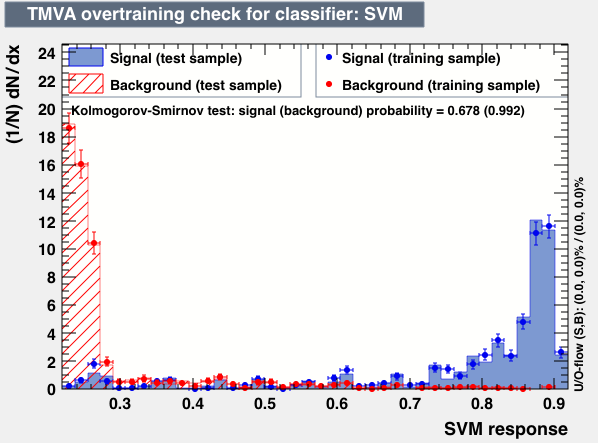 TMVA overtraining check for classifier: SVM
(1/N) dN / dx
Signal (test sample)
Background (test sample)
Signal (training sample)
Background (training sample)
Kolmogorov-Smirnov test: signal (background) probability = 0.678 (0.992)
24
22
20
18
16
14
12
10
8
6
4
2
0
0.3 0.4 0.5 0.6 0.7 0.8 0.9
SVM response
U/O-flow (S,B): (0.0, 0.0)% / (0.0, 0.0)%